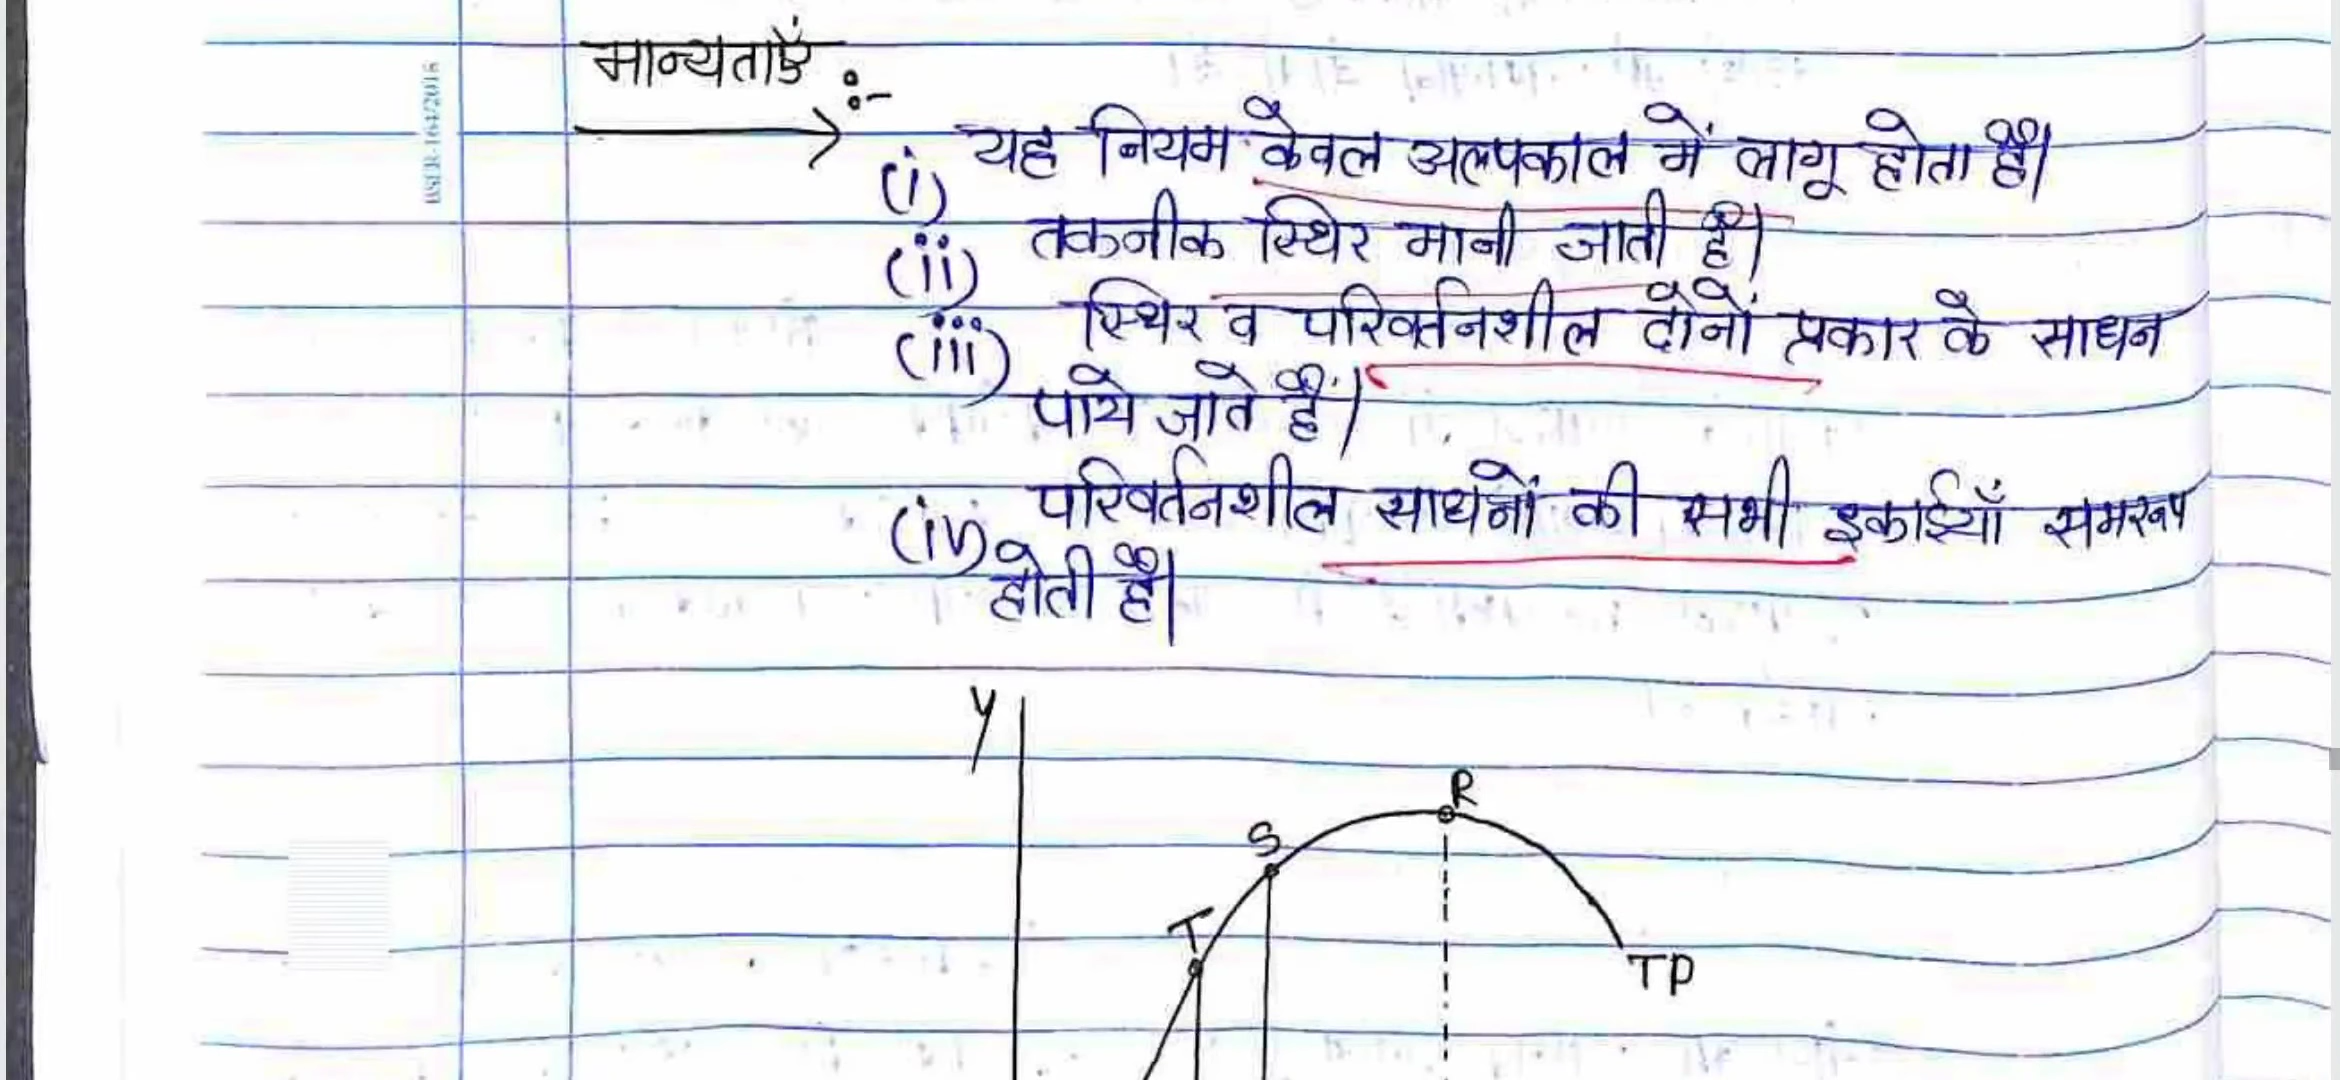 मान्यताएँ :-
(i) यह नियम केवल अल्पकाल में लागू होता है।
(ii) तकनीक स्थिर मानी जाती है।
(iii) स्थिर व परिवर्तनशील दोनों प्रकार के साधन
पाये जाते हैं।
(iv) परिवर्तनशील साधनों की सभी इकाईयाँ समरूप
होती है।
y
R
S
T
TP